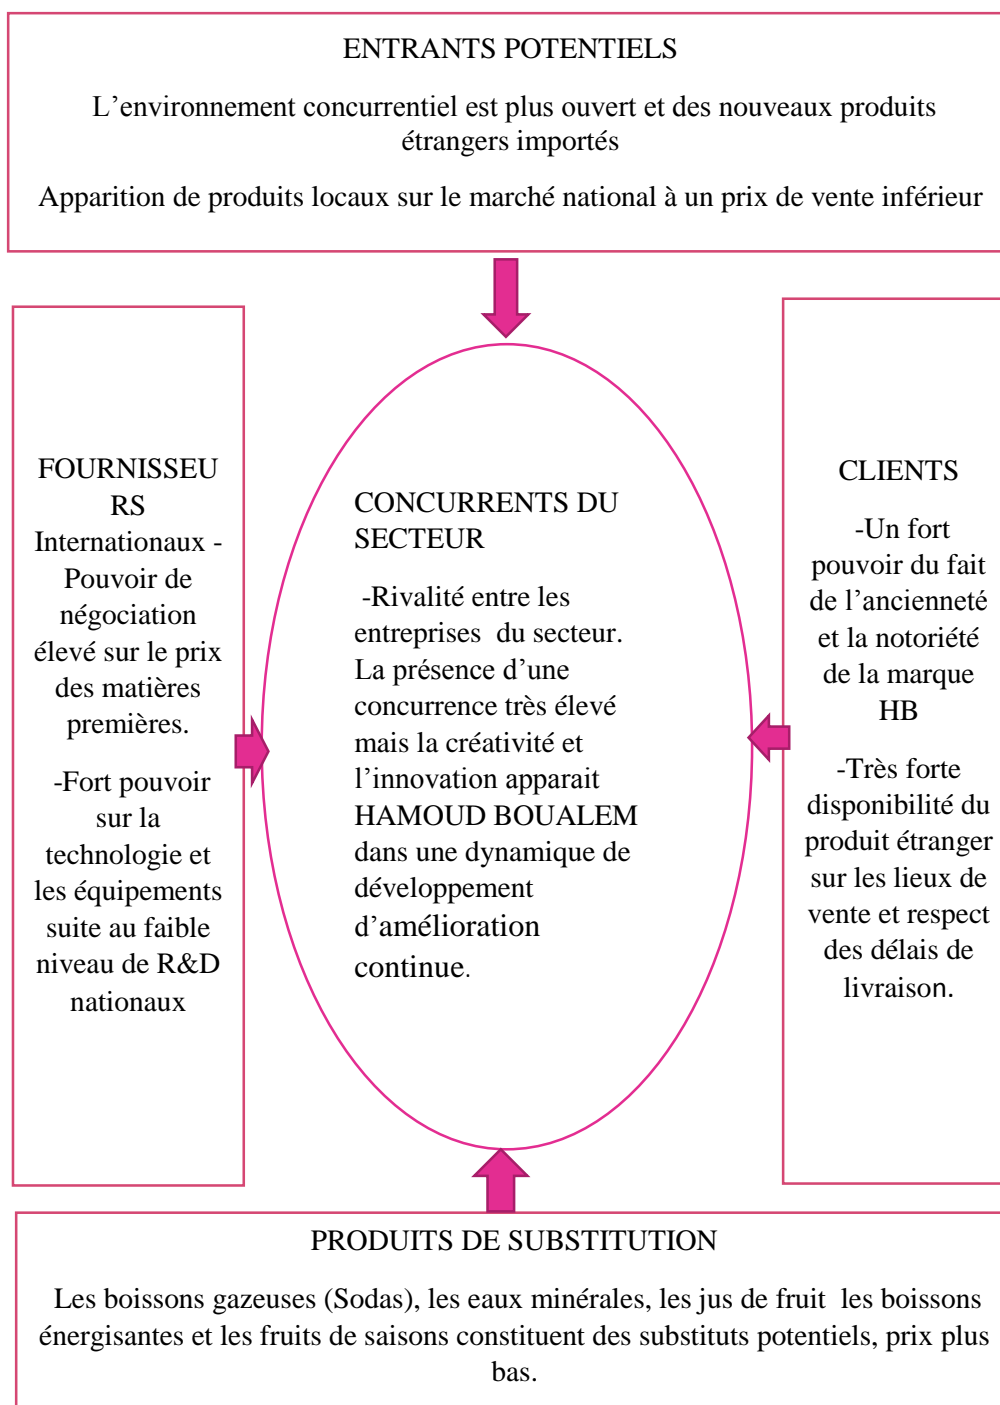 ENTRANTS POTENTIELS
L’environnement concurrentiel est plus ouvert et des nouveaux produits
étrangers importés
Apparition de produits locaux sur le marché national à un prix de vente inférieur
FOURNISSEU
RS
Internationaux -
Pouvoir de
négociation
élevé sur le prix
des matières
premières.
-Fort pouvoir
sur la
technologie et
les équipements
suite au faible
niveau de R&D
nationaux
CONCURRENTS DU
SECTEUR
-Rivalité entre les
entreprises du secteur.
La présence d’une
concurrence très élevé
mais la créativité et
l’innovation apparait
HAMOUD BOUALEM
dans une dynamique de
développement
d’amélioration
continue.
CLIENTS
-Un fort
pouvoir du fait
de l’ancienneté
et la notoriété
de la marque
HB
-Très forte
disponibilité du
produit étranger
sur les lieux de
vente et respect
des délais de
livraison.
PRODUITS DE SUBSTITUTION
Les boissons gazeuses (Sodas), les eaux minérales, les jus de fruit les boissons
énergisantes et les fruits de saisons constituent des substituts potentiels, prix plus
bas.